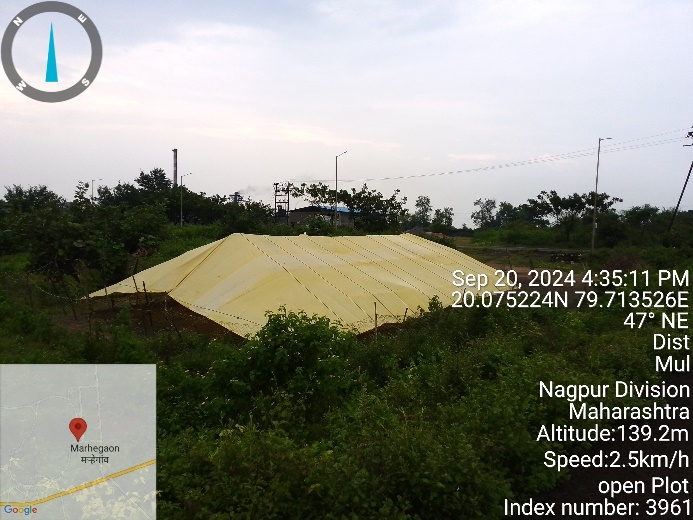 N
E
W
S
Sep 20, 2024 4:35:11 PM
20.075224N 79.713526E
47° NE
Dist
Mul
Nagpur Division
Maharashtra
Altitude:139.2m
Speed:2.5km/h
open Plot
Index number: 3961
Marhegaon
मऱ्हेगांव
Google